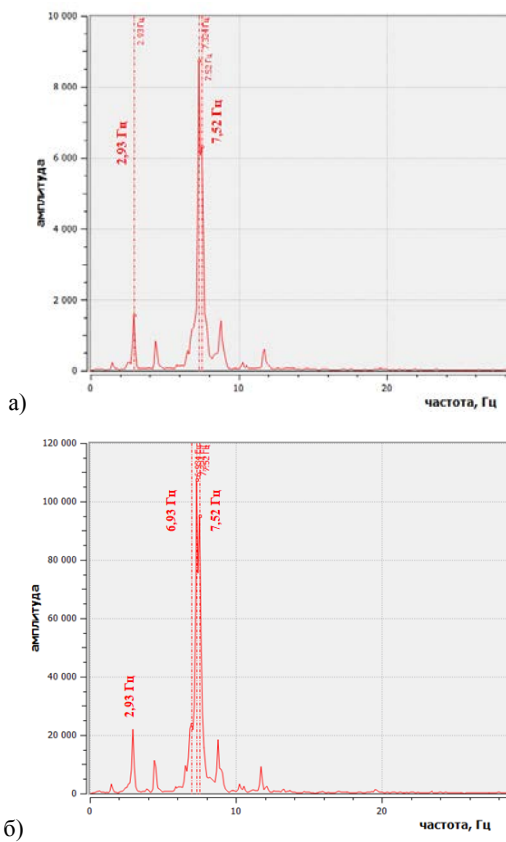 10 000
8 000
6 000
4 000
2 000
0
амплитуда
2.93 Гц
7.52 Гц
2,93 Гц
7,52 Гц
0
10
20
частота, Гц
а)
120 000
100 000
80 000
60 000
40 000
20 000
0
амплитуда
7.52 Гц
6,93 Гц
7,52 Гц
2,93 Гц
0
10
20
частота, Гц
б)